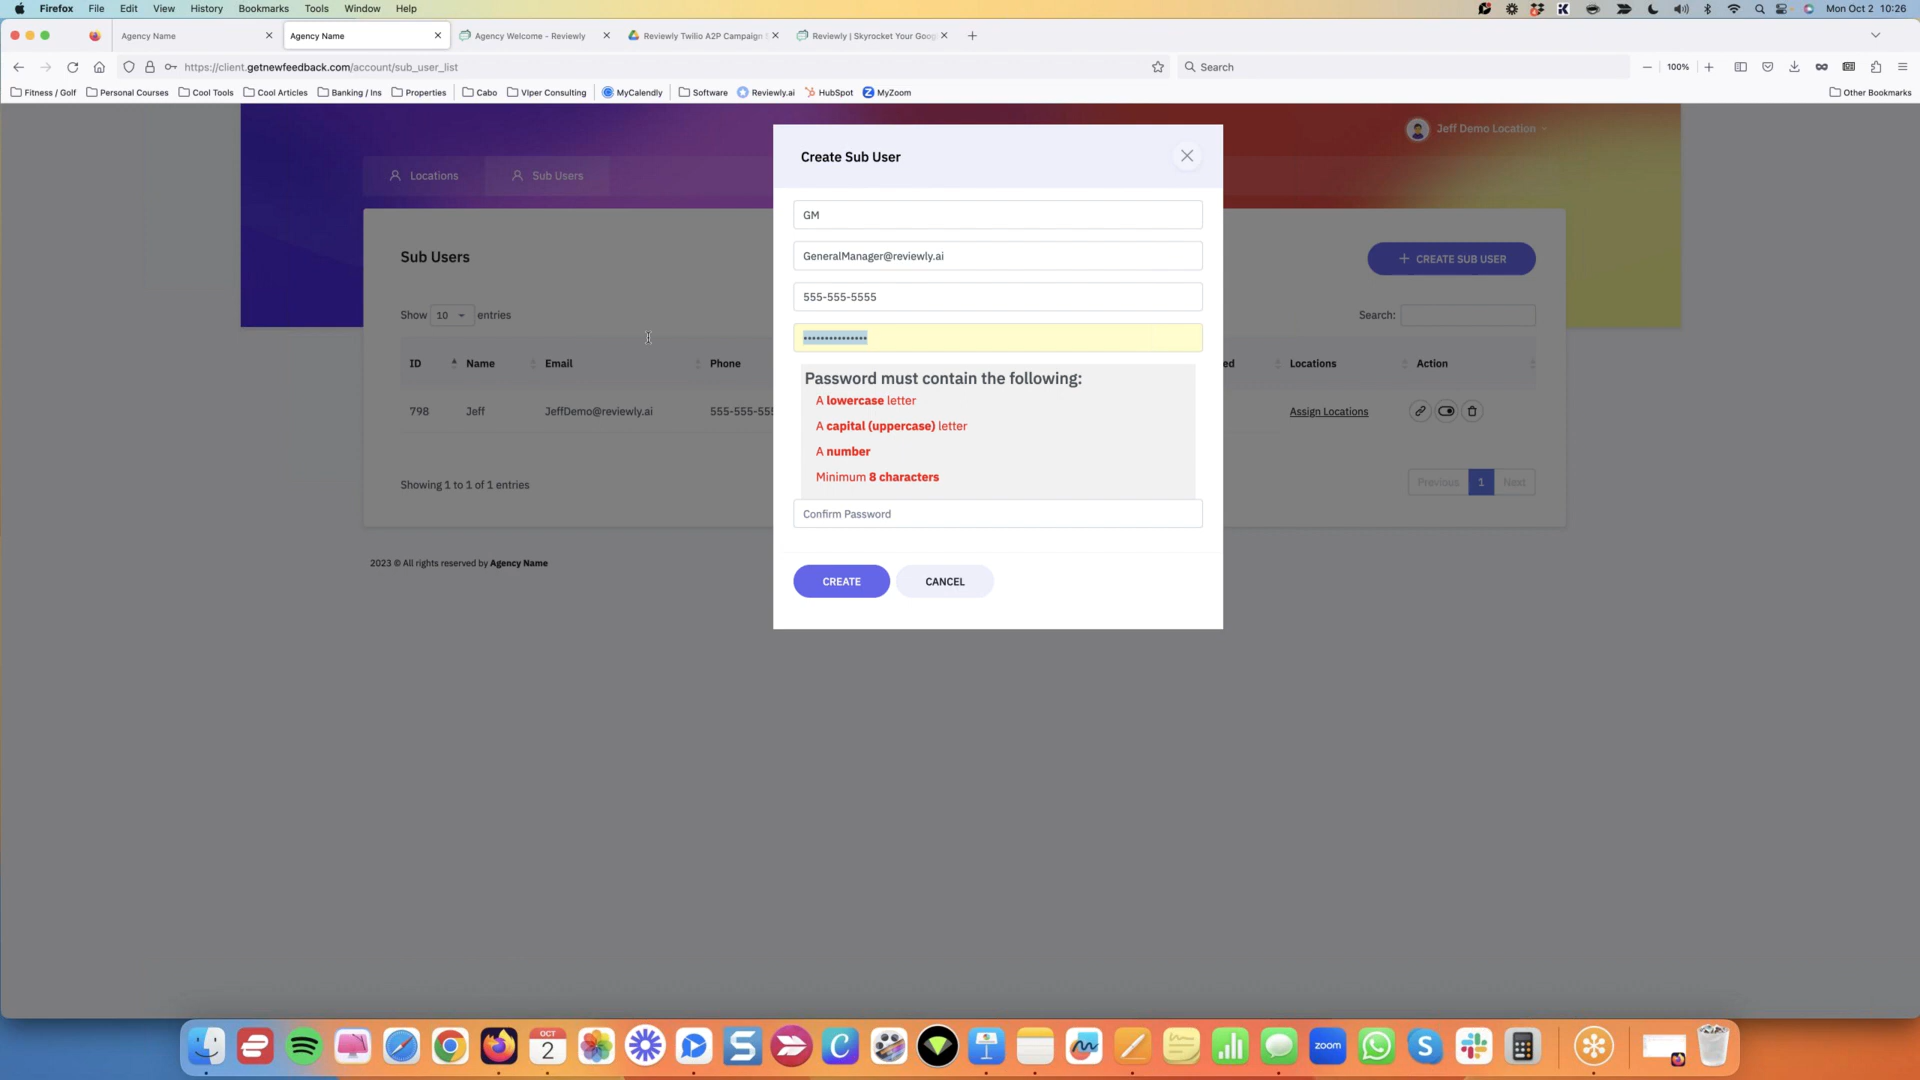 Firefox File Edit View History Bookmarks Tools Window Help Mon Oct 2 10:26
Agency Name Agency Name Agency Welcome - Reviewly Reviewly Twilio A2P Campaign Reviewly | Skyrocket Your Goog
https://client.getnewfeedback.com/account/sub_user_list Search 100%
Fitness / Golf Personal Courses Cool Tools Cool Articles Banking / Ins Properties Cabo VIper Consulting MyCalendly Software Reviewly.ai HubSpot MyZoom Other Bookmarks
Jeff Demo Location
Locations Sub Users
Create Sub User
GM
GeneralManager@reviewly.ai
555-555-5555
•••••••••••••••
Password must contain the following:
A lowercase letter
A capital (uppercase) letter
A number
Minimum 8 characters
Confirm Password
CREATE CANCEL
Sub Users + CREATE SUB USER
Show 10 entries Search:
ID Name Email Phone ed Locations Action
798 Jeff JeffDemo@reviewly.ai 555-555-555 Assign Locations
Showing 1 to 1 of 1 entries Previous 1 Next
2023 © All rights reserved by Agency Name
OCT
2
zoom